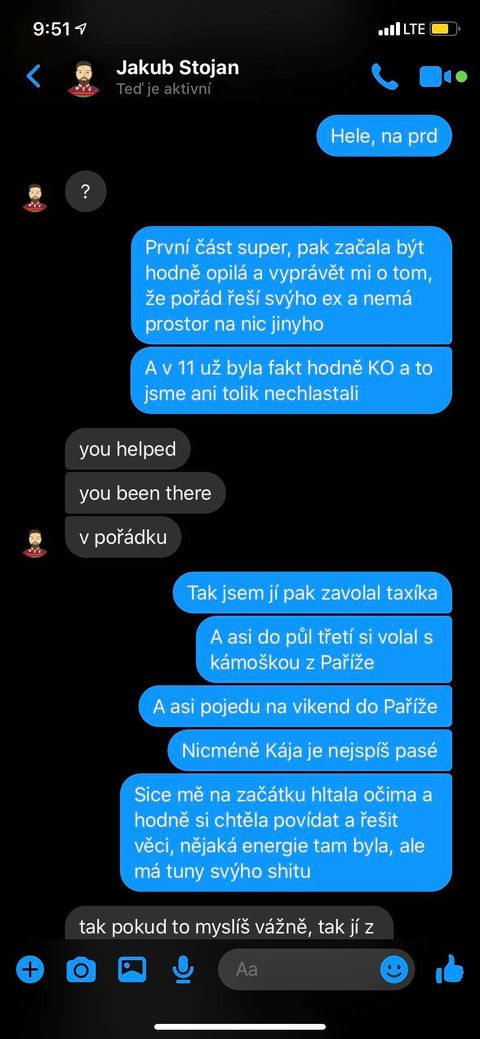 9:51
LTE
Jakub Stojan
Teď je aktivní
Hele, na prd
?
První část super, pak začala být
hodně opilá a vyprávět mi o tom,
že pořád řeší svýho ex a nemá
prostor na nic jinyho
A v 11 už byla fakt hodně KO a to
jsme ani tolik nechlastali
you helped
you been there
v pořádku
Tak jsem jí pak zavolal taxíka
A asi do půl třetí si volal s
kámoškou z Paříže
A asi pojedu na vikend do Paříže
Nicméně Kája je nejspíš pasé
Sice mě na začátku hltala očima a
hodně si chtěla povídat a řešit
věci, nějaká energie tam byla, ale
má tuny svýho shitu
tak pokud to myslíš vážně, tak jí z
Aa